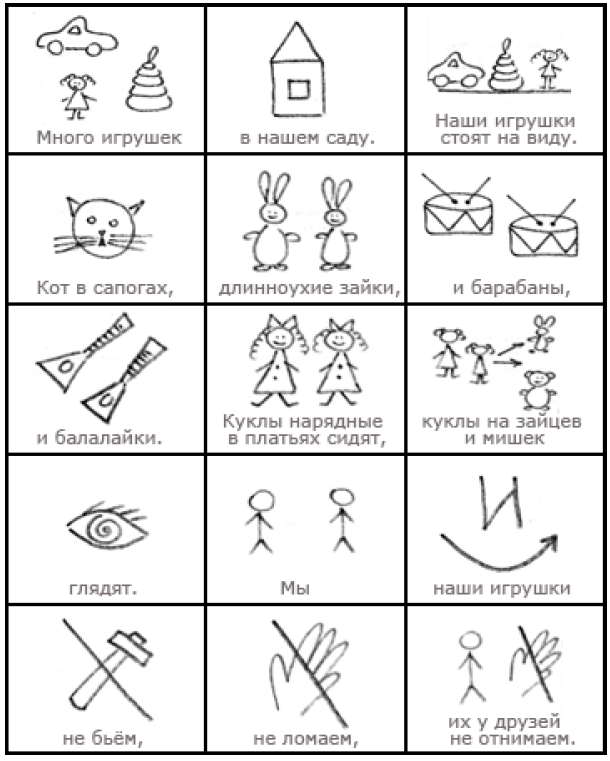 Много игрушек
в нашем саду.
Наши игрушки
стоят на виду.
Кот в сапогах,
длинноухие зайки,
и барабаны,
и балалайки.
Куклы нарядные
в платьях сидят,
куклы на зайцев
и мишек
глядят.
Мы
И
наши игрушки
не бьём,
не ломаем,
их у друзей
не отнимаем.